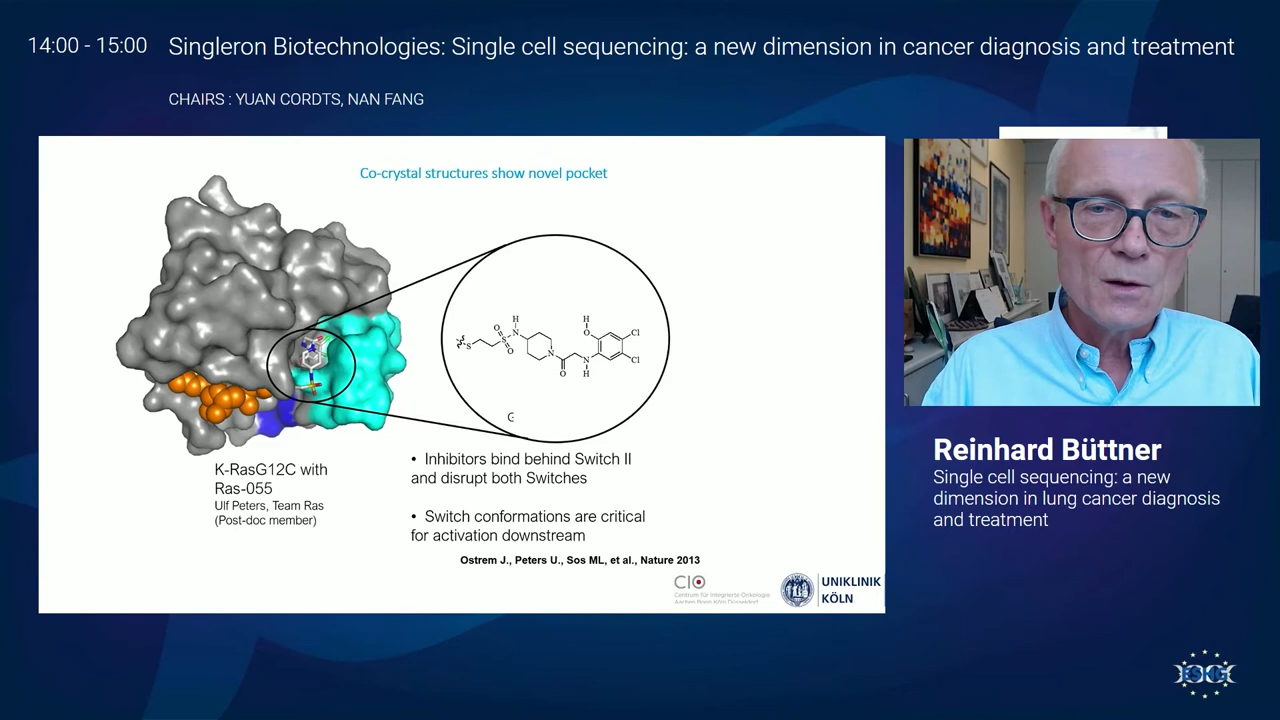 14:00 - 15:00 Singleron Biotechnologies: Single cell sequencing: a new dimension in cancer diagnosis and treatment
CHAIRS : YUAN CORDTS, NAN FANG
Co-crystal structures show novel pocket
H
O
S
N
O
S
N
O
H
O
N
H
Cl
Cl
G
K-RasG12C with
Ras-055
Ulf Peters, Team Ras
(Post-doc member)
• Inhibitors bind behind Switch II
and disrupt both Switches
• Switch conformations are critical
for activation downstream
Ostrem J., Peters U., Sos ML, et al., Nature 2013
CIO
Centrum für Integrierte Onkologie
Aachen Bonn Köln Düsseldorf
UNIKLINIK
KÖLN
Reinhard Büttner
Single cell sequencing: a new
dimension in lung cancer diagnosis
and treatment
ESHG